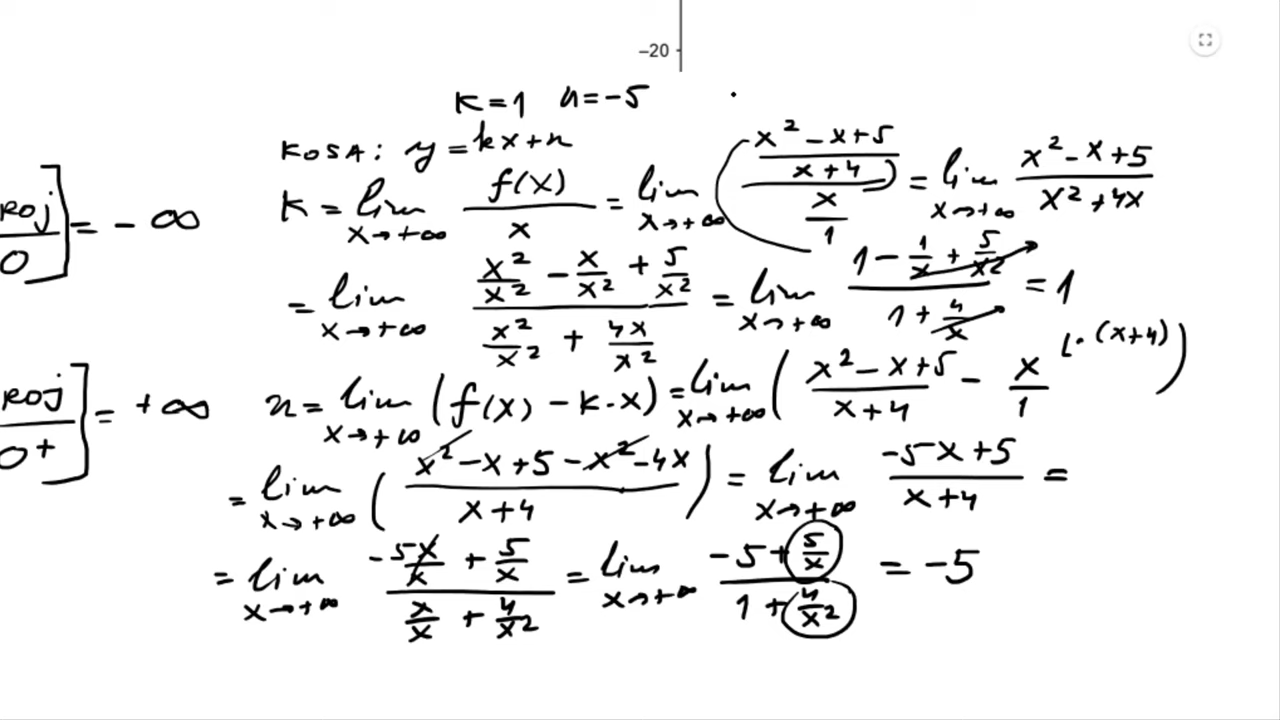 -20
K=1 n=-5
KOSA: y=kx+n
ROJ/0] = -∞
K = lim x→+∞ f(x)/x = lim x→+∞ ((x²-x+5)/(x+4))/(x/1) = lim x→+∞ (x²-x+5)/(x²+4x)
= lim x→+∞ (x²/x² - x/x² + 5/x²)/(x²/x² + 4x/x²) = lim x→+∞ (1 - 1/x + 5/x²)/(1 + 4/x) = 1
ROJ/0+] = +∞
n = lim x→+∞ (f(x) - k·x) = lim x→+∞ ((x²-x+5)/(x+4) - x/1 ⌊·(x+4))
= lim x→+∞ ((x²-x+5-x²-4x)/(x+4)) = lim x→+∞ (-5x+5)/(x+4) =
= lim x→+∞ (-5x/x + 5/x)/(x/x + 4/x²) = lim x→+∞ (-5 + 5/x)/(1 + 4/x²) = -5